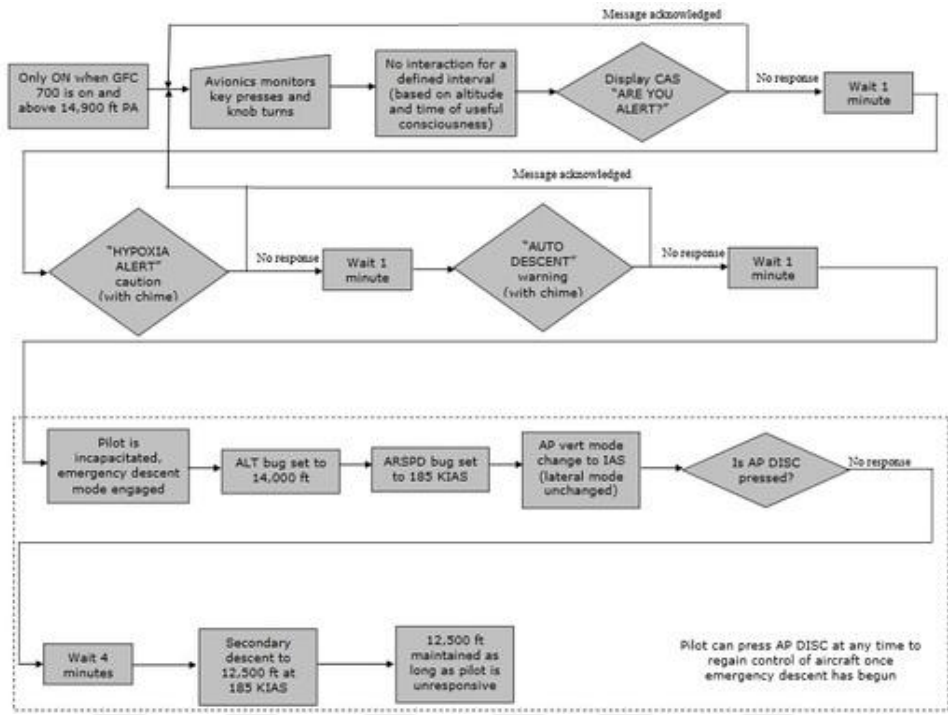 Message acknowledged
Only ON when GFC
700 is on and
above 14,900 ft PA
Avionics monitors
key presses and
knob turns
No interaction for a
defined interval
(based on altitude
and time of useful
consciousness)
Display CAS
"ARE YOU
ALERT?"
No response
Wait 1
minute
Message acknowledged
"HYPOXIA
ALERT"
caution
(with chime)
No response
Wait 1
minute
"AUTO
DESCENT"
warning
(with chime)
No response
Wait 1
minute
Pilot is
incapacitated,
emergency descent
mode engaged
ALT bug set to
14,000 ft
ARSPD bug set
to 185 KIAS
AP vert mode
change to IAS
(lateral mode
unchanged)
Is AP DISC
pressed?
No response
Wait 4
minutes
Secondary
descent to
12,500 ft at
185 KIAS
12,500 ft
maintained as
long as pilot is
unresponsive
Pilot can press AP DISC at any time to
regain control of aircraft once
emergency descent has begun